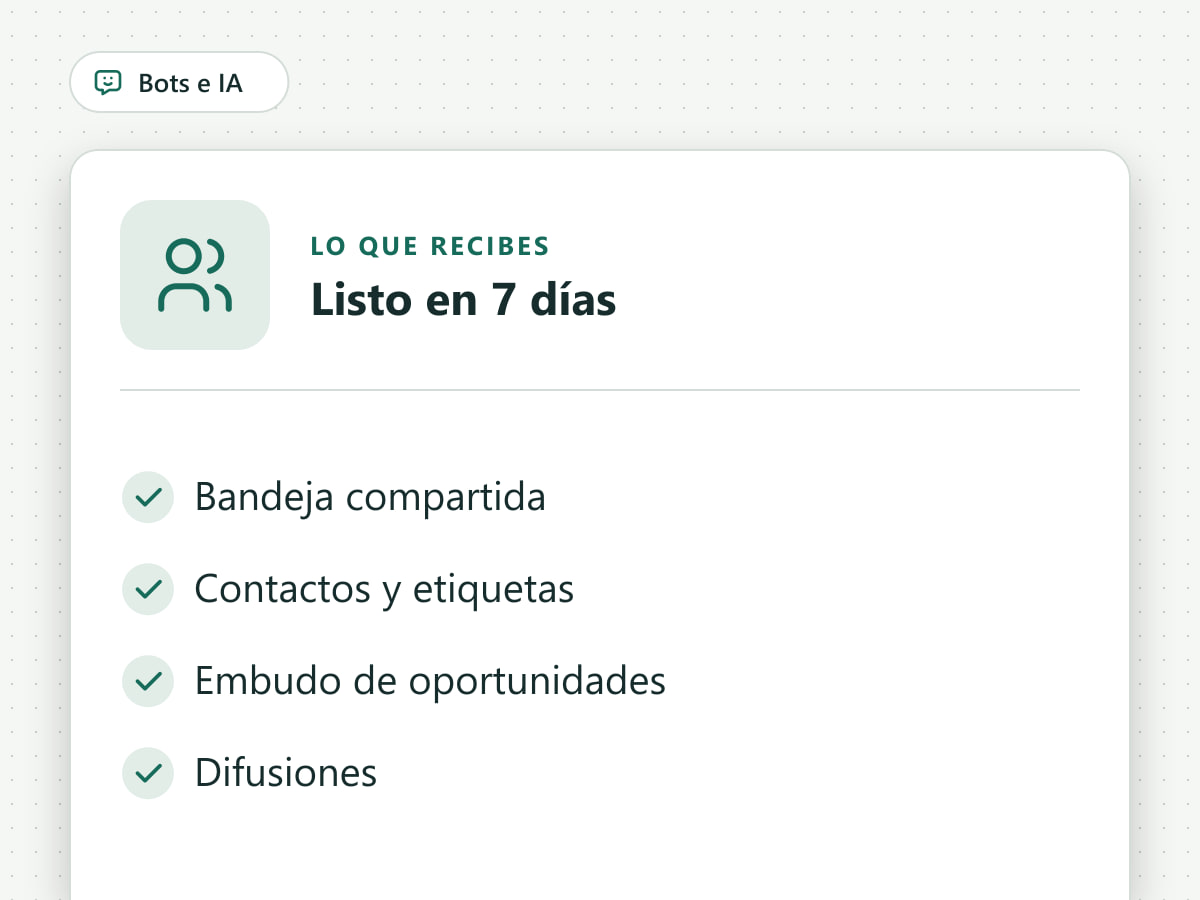 Bots e IA
LO QUE RECIBES
Listo en 7 días
Bandeja compartida
Contactos y etiquetas
Embudo de oportunidades
Difusiones